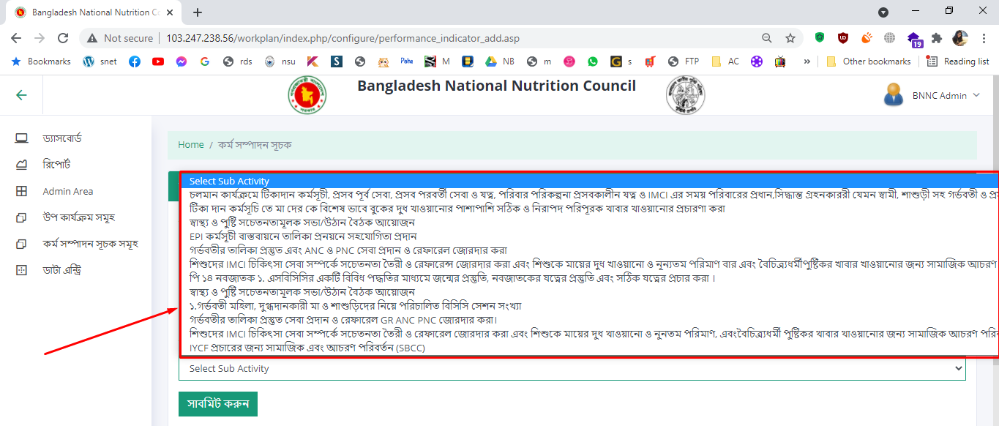 Bangladesh National Nutrition Co
Not secure
103.247.238.56/workplan/index.php/configure/performance_indicator_add.asp
19
Bookmarks
snet
rds
nsu
M
NB
m
s
FTP
AC
»
Other bookmarks
Reading list
Bangladesh National Nutrition Council
BNNC Admin
ড্যাসবোর্ড
রিপোর্ট
Admin Area
উপ কার্যক্রম সমূহ
কর্ম সম্পাদন সূচক সমূহ
ডাটা এন্ট্রি
Home / কর্ম সম্পাদন সূচক
Select Sub Activity
চলমান কার্যক্রমে টিকাদান কর্মসূচী, প্রসব পূর্ব সেবা, প্রসব পরবর্তী সেবা ও যত্ন, পরিবার পরিকল্পনা প্রসবকালীন যত্ন ও IMCI এর সময় পরিবারের প্রধান,সিদ্ধান্ত গ্রহনকাররী যেমন স্বামী, শাশুড়ী সহ গর্ভবতী ও
টিকা দান কর্মসূচি তে মা দের কে বিশেষ ভাবে বুকের দুধ খাওয়ানোর পাশাপাশি সঠিক ও নিরাপদ পরিপূরক খাবার খাওয়ানোর প্রচারণা করা
স্বাস্থ্য ও পুষ্টি সচেতনতামূলক সভা/উঠান বৈঠক আয়োজন
EPI কর্মসূচী বাস্তবায়নে তালিকা প্রনয়নে সহযোগিতা প্রদান
গর্ভবতীর তালিকা প্রস্তুত এবং ANC ও PNC সেবা প্রদান ও রেফারেল জোরদার করা
শিশুদের IMCI চিকিৎসা সেবা সম্পর্কে সচেতনতা তৈরী ও রেফারেন্স জোরদার করা এবং শিশুকে মায়ের দুধ খাওয়ানো ও নূন্যতম পরিমাণ বার এবং বৈচিত্র্যধর্মীপুষ্টিকর খাবার খাওয়ানোর জন্য সামাজিক আচরণ
পি ১৪ নবজাতক ১. এসবিসিসির একটি বিবিধ পদ্ধতির মাধ্যমে জন্মের প্রস্তুতি, নবজাতকের যত্নের প্রস্তুতি এবং সঠিক যত্নের প্রচার করা ।
স্বাস্থ্য ও পুষ্টি সচেতনতামূলক সভা/উঠান বৈঠক আয়োজন
১.গর্ভবতী মহিলা, দুগ্ধদানকারী মা ও শাশুড়িদের নিয়ে পরিচালিত বিসিসি সেশন সংখ্যা
গর্ভবতীর তালিকা প্রস্তুত সেবা প্রদান ও রেফারেল GR ANC PNC জোরদার করা।
শিশুদের IMCI চিকিৎসা সেবা সম্পর্কে সচেতনতা তৈরী ও রেফারেল জোরদার করা এবং শিশুকে মায়ের দুধ খাওয়ানো ও নুনতম পরিমাণ, এবংবৈচিত্র্যধর্মী পুষ্টিকর খাবার খাওয়ানোর জন্য সামাজিক আচরণ
IYCF প্রচারের জন্য সামাজিক এবং আচরণ পরিবর্তন (SBCC)
Select Sub Activity
সাবমিট করুন